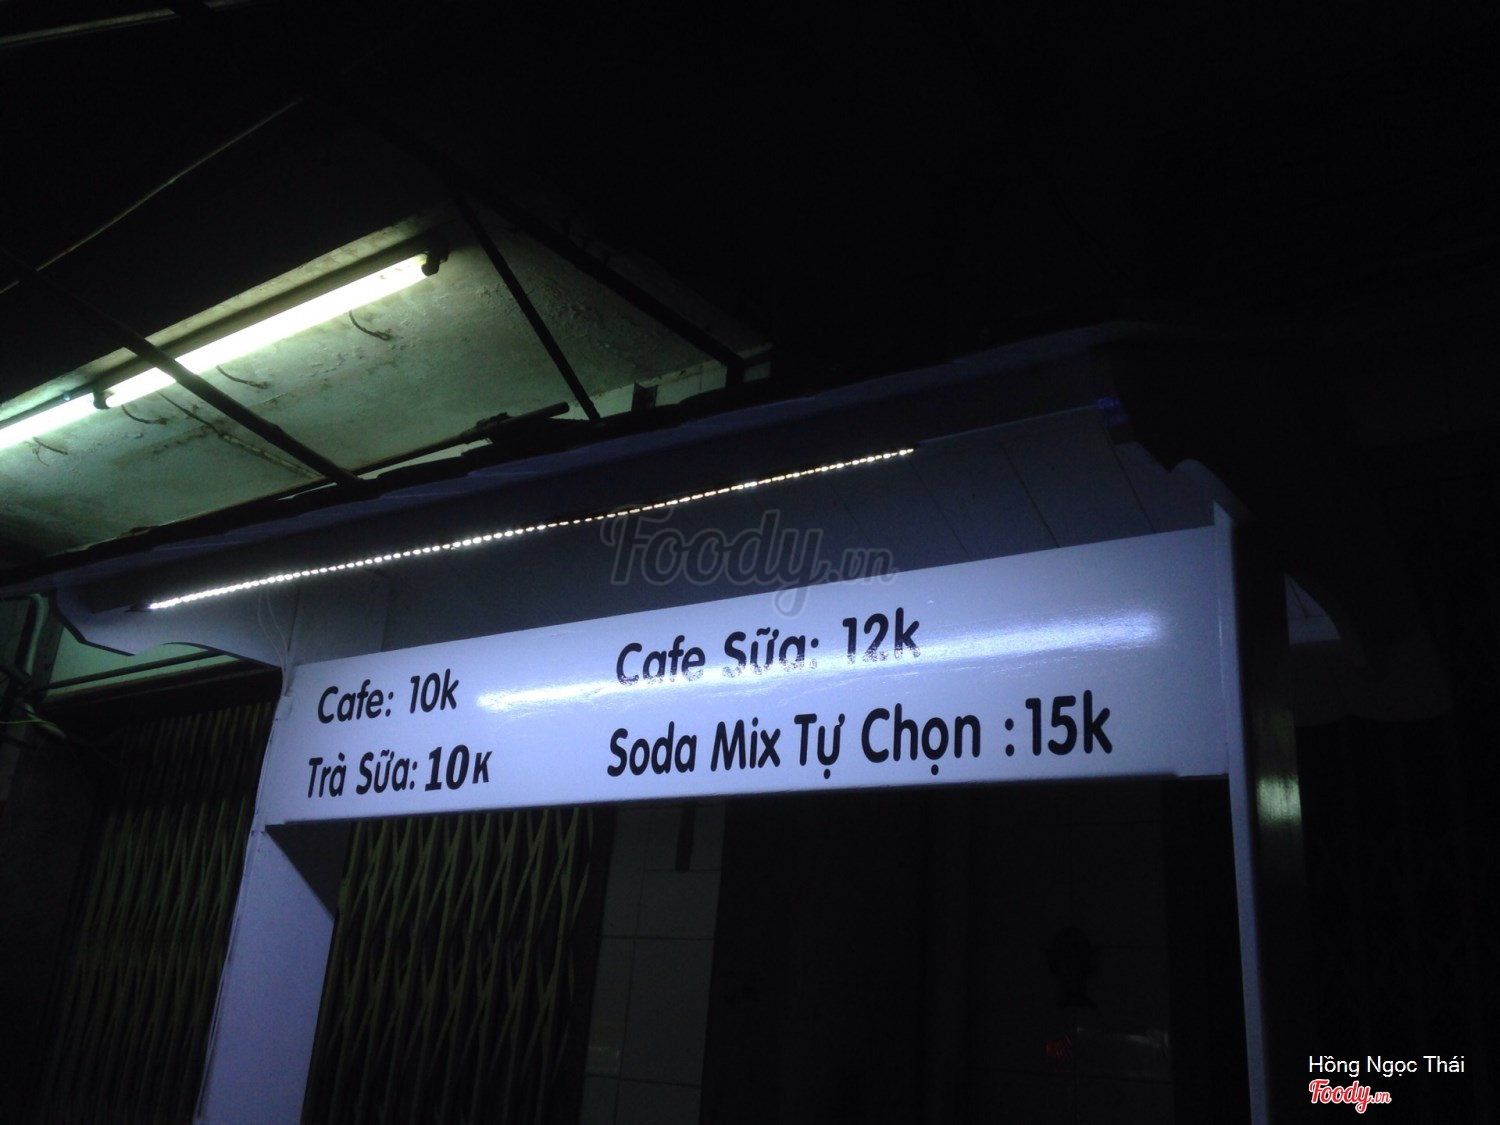 Foody.vn
Cafe: 10k
Cafe Sữa: 12k
Trà Sữa: 10K
Soda Mix Tự Chọn : 15k
Hồng Ngọc Thái
Foody.vn